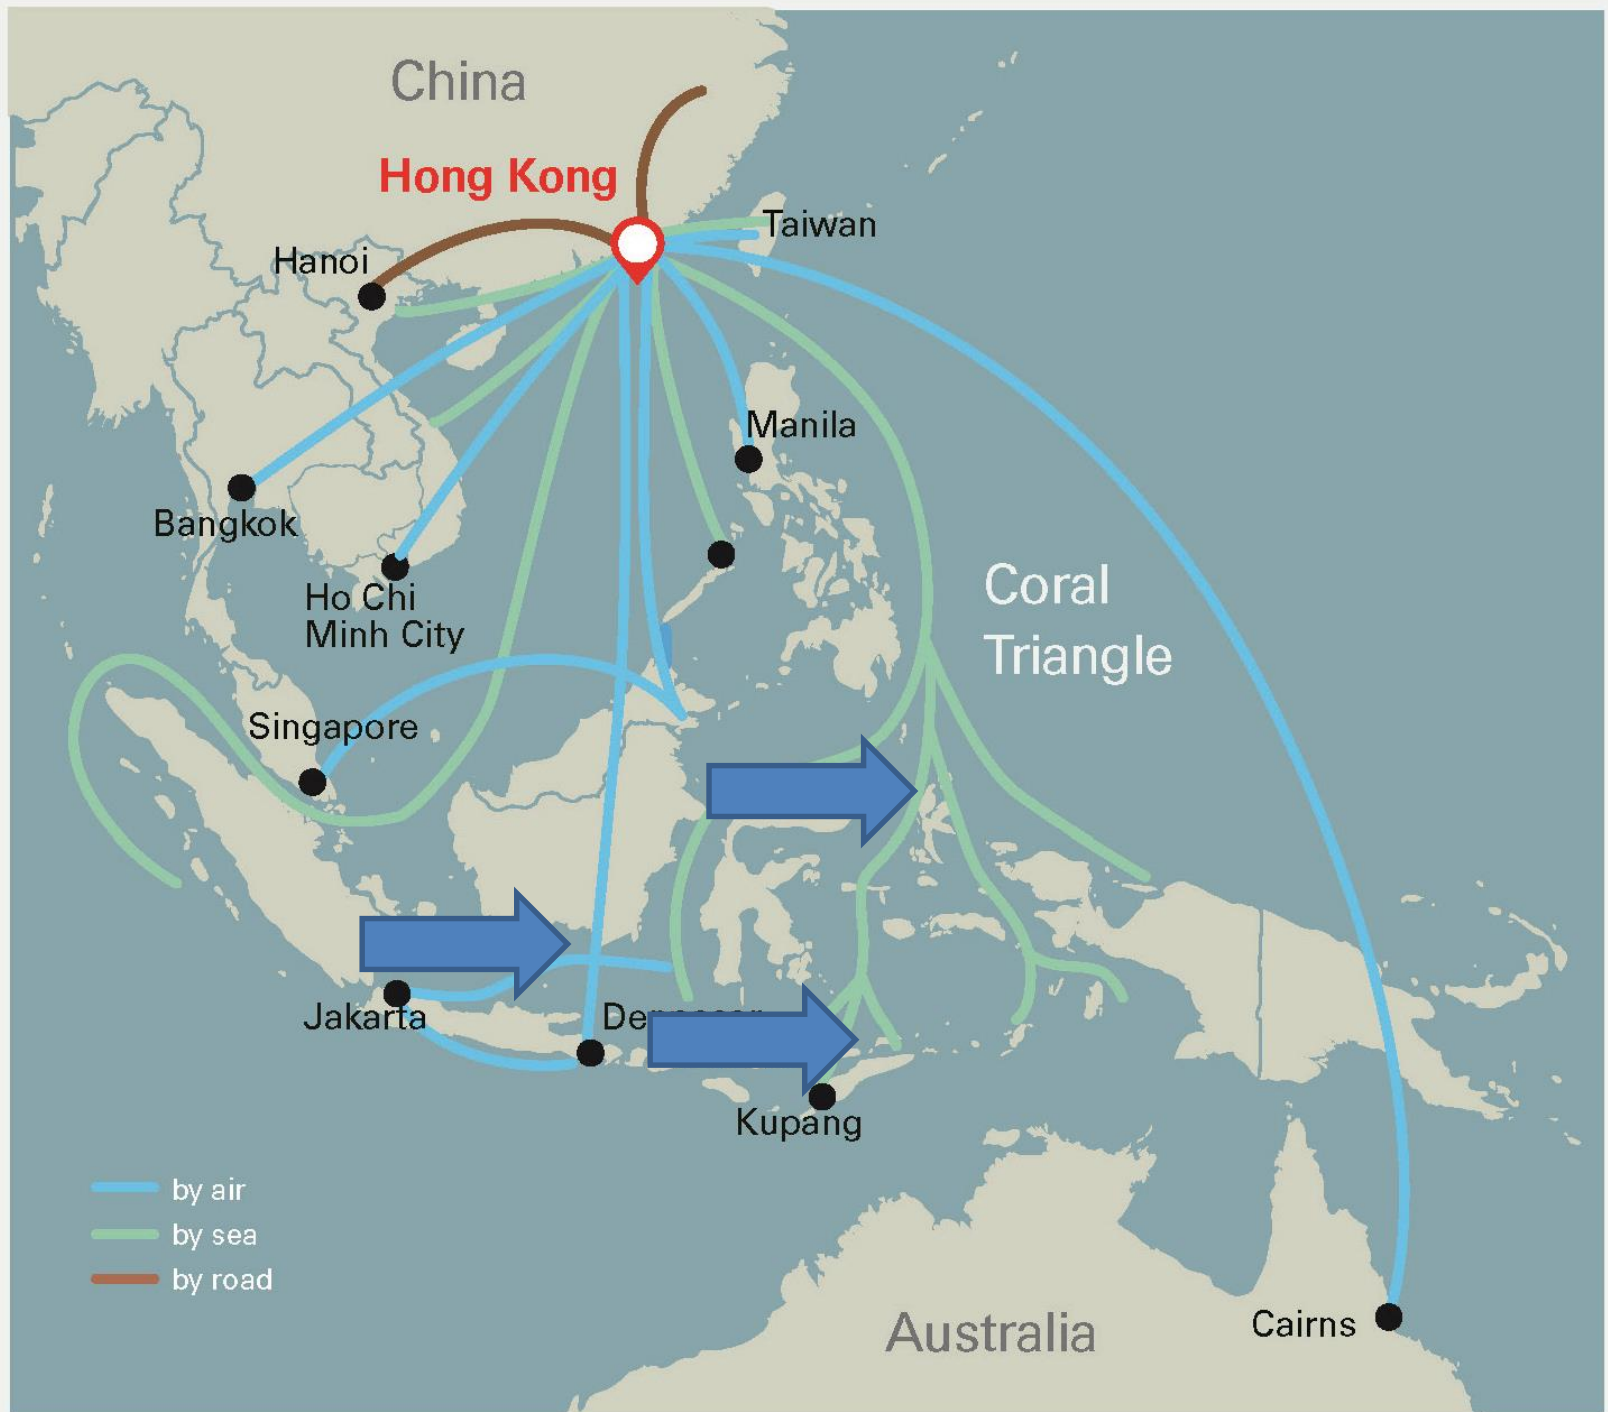 China
Hong Kong
Taiwan
Hanoi
Manila
Bangkok
Ho Chi
Minh City
Coral
Triangle
Singapore
Jakarta
Kupang
by air
by sea
by road
Australia
Cairns